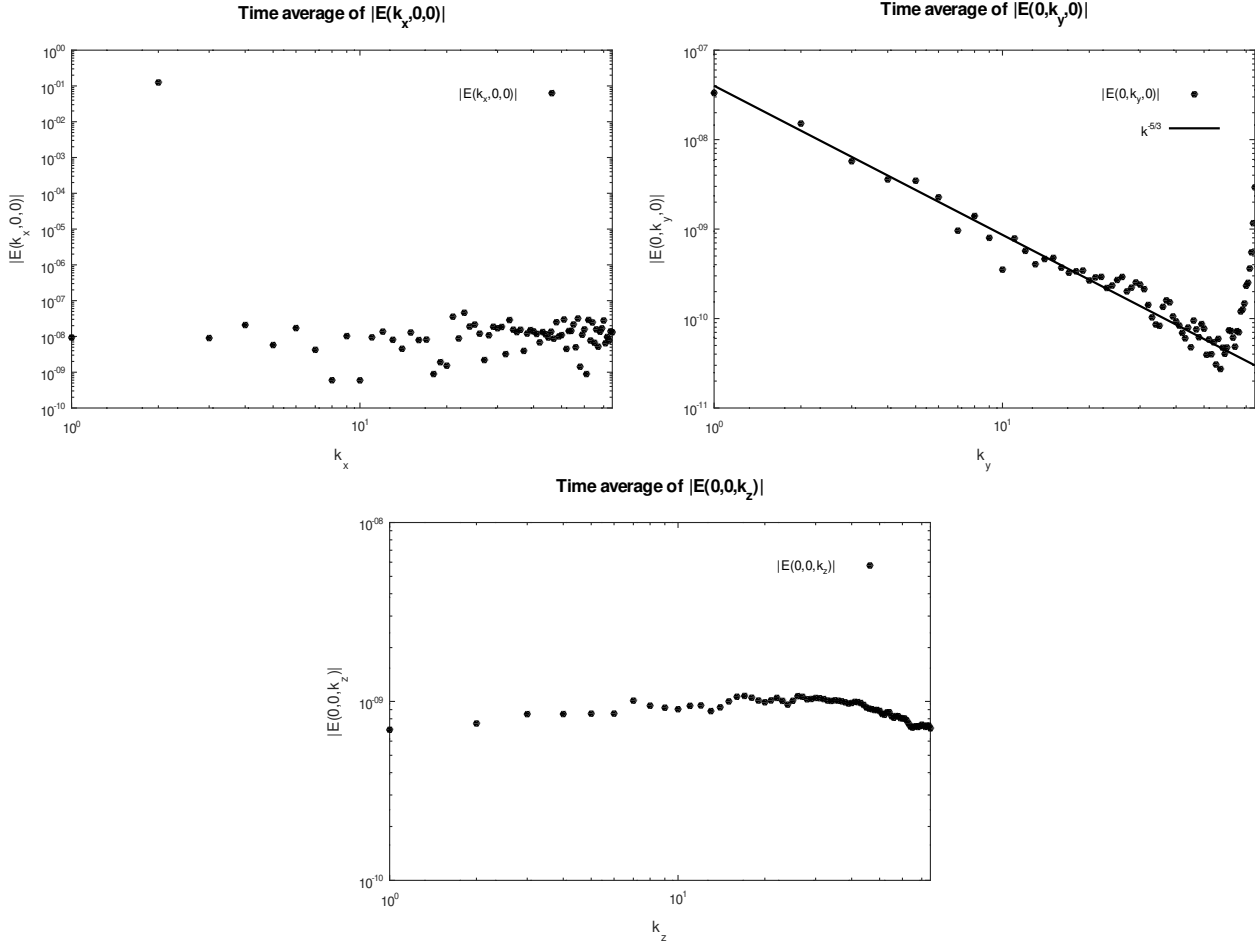 Time average of |E(kx,0,0)|
10^00
10^-01
10^-02
10^-03
10^-04
10^-05
10^-06
10^-07
10^-08
10^-09
10^-10
|E(kx,0,0)|
|E(kx,0,0)|
10^0
10^1
kx
Time average of |E(0,ky,0)|
10^-07
10^-08
10^-09
10^-10
10^-11
|E(0,ky,0)|
|E(0,ky,0)|
k^-5/3
10^0
10^1
ky
Time average of |E(0,0,kz)|
10^-08
10^-09
10^-10
|E(0,0,kz)|
|E(0,0,kz)|
10^0
10^1
kz